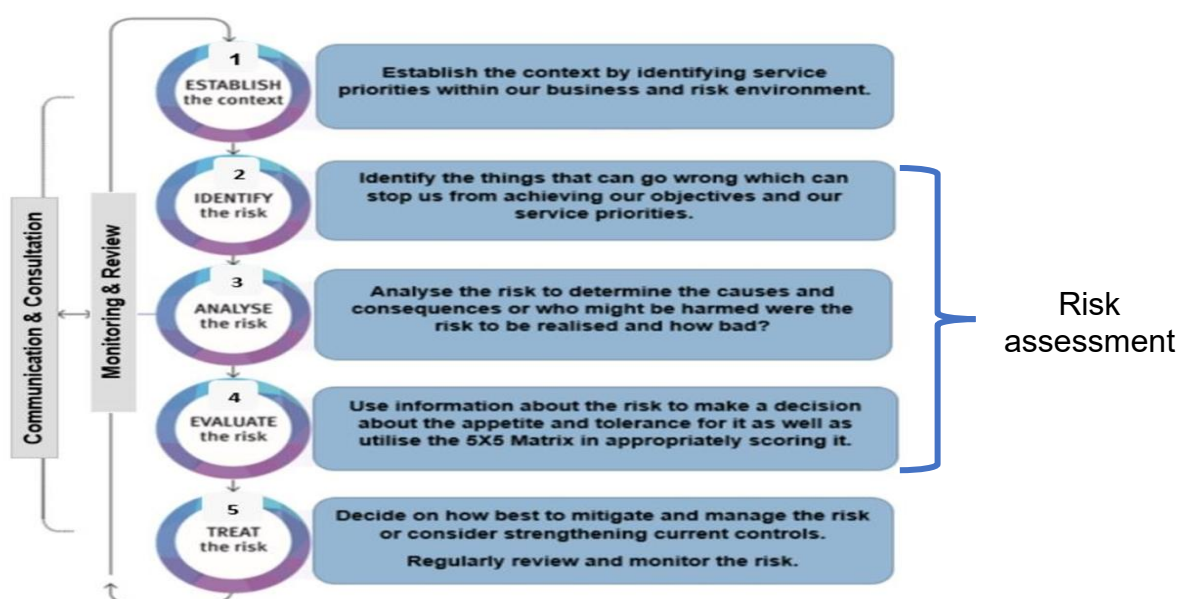 1
ESTABLISH
the context
Establish the context by identifying service
priorities within our business and risk environment.
2
IDENTIFY
the risk
Identify the things that can go wrong which can
stop us from achieving our objectives and our
service priorities.
3
ANALYSE
the risk
Analyse the risk to determine the causes and
consequences or who might be harmed were the
risk to be realised and how bad?
4
EVALUATE
the risk
Use information about the risk to make a decision
about the appetite and tolerance for it as well as
utilise the 5X5 Matrix in appropriately scoring it.
5
TREAT
the risk
Decide on how best to mitigate and manage the risk
or consider strengthening current controls.
Regularly review and monitor the risk.
Communication & Consultation
Monitoring & Review
Risk
assessment